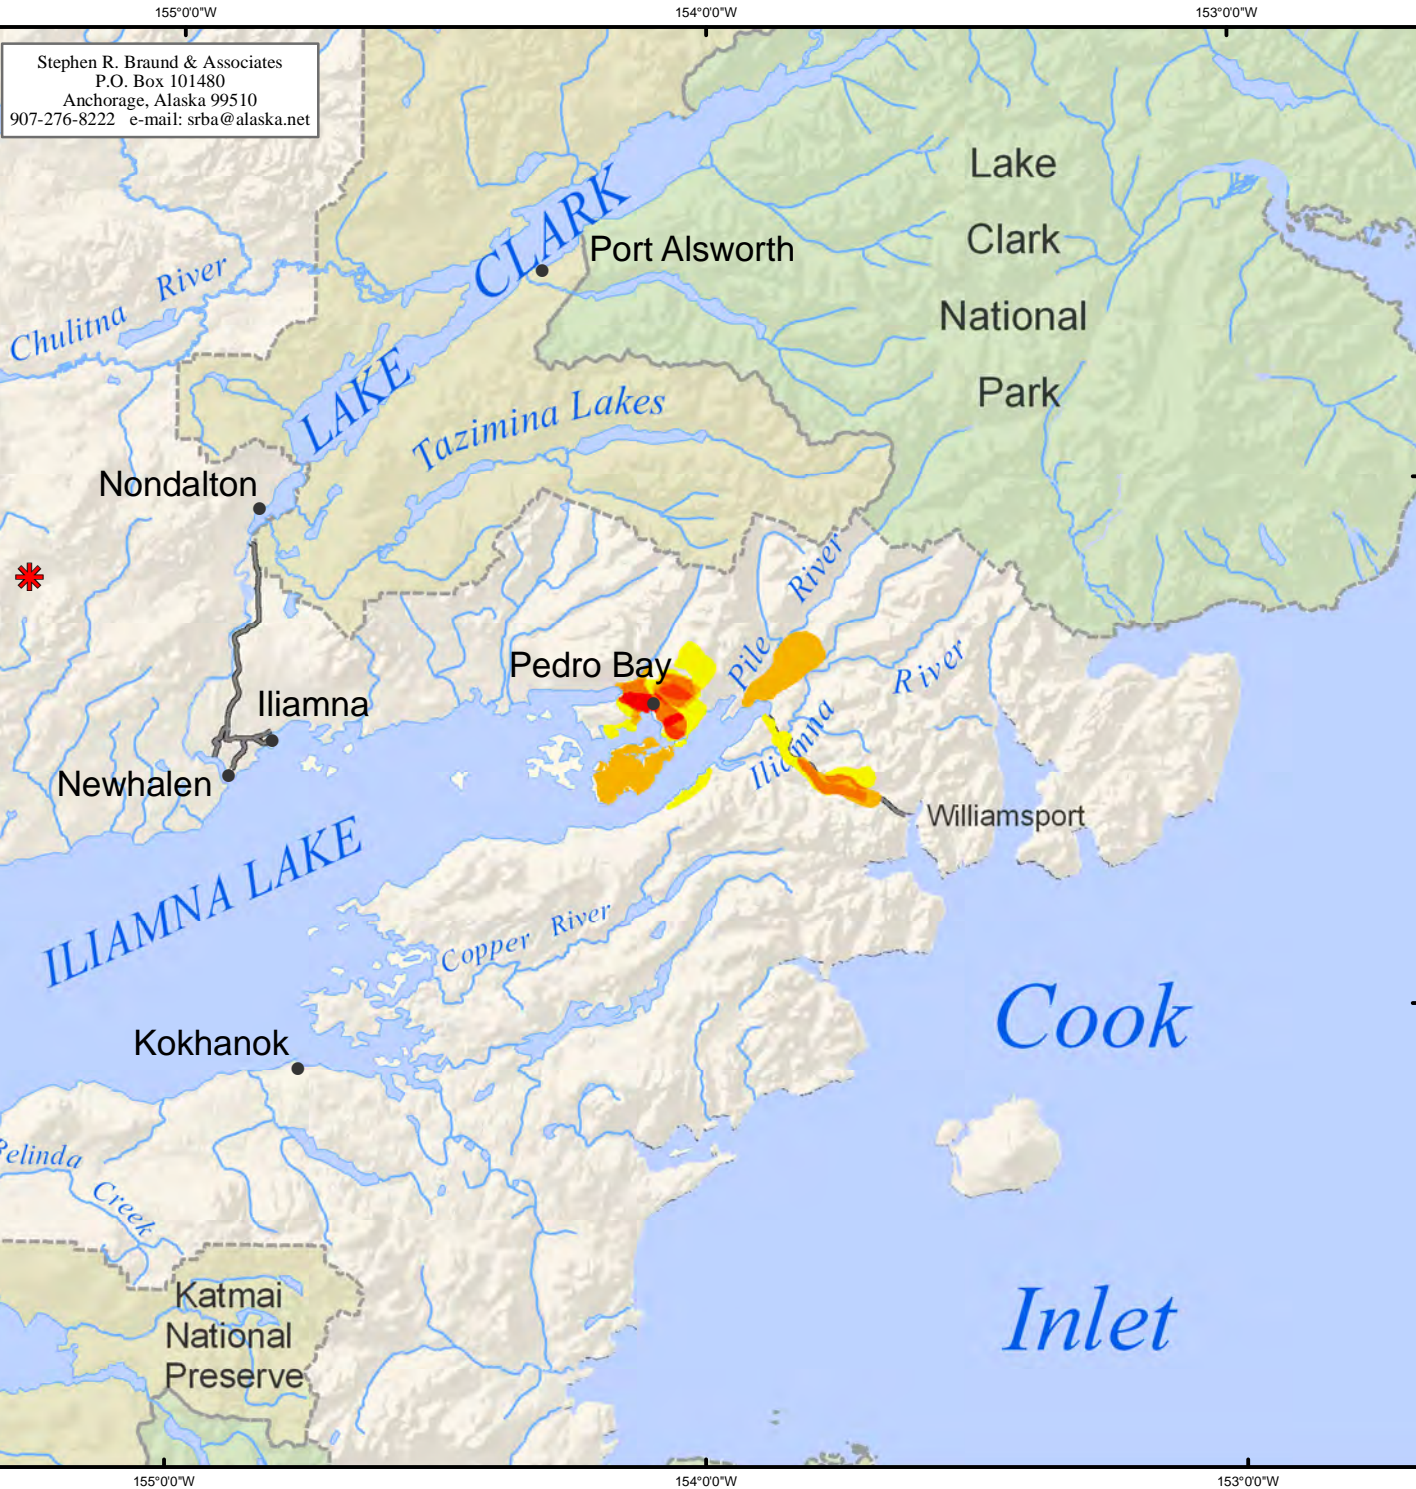 155°0'0"W
154°0'0"W
153°0'0"W
Stephen R. Braund & Associates
P.O. Box 101480
Anchorage, Alaska 99510
907-276-8222 e-mail: srba@alaska.net
Lake
Clark
National
Park
Port Alsworth
LAKE CLARK
Chulitna River
Tazimina Lakes
Nondalton
Pile River
Pedro Bay
Iliamna River
Iliamna
Newhalen
Williamsport
ILIAMNA LAKE
Copper River
Cook
Kokhanok
Belinda
Creek
Inlet
Katmai
National
Preserve
155°0'0"W
154°0'0"W
153°0'0"W